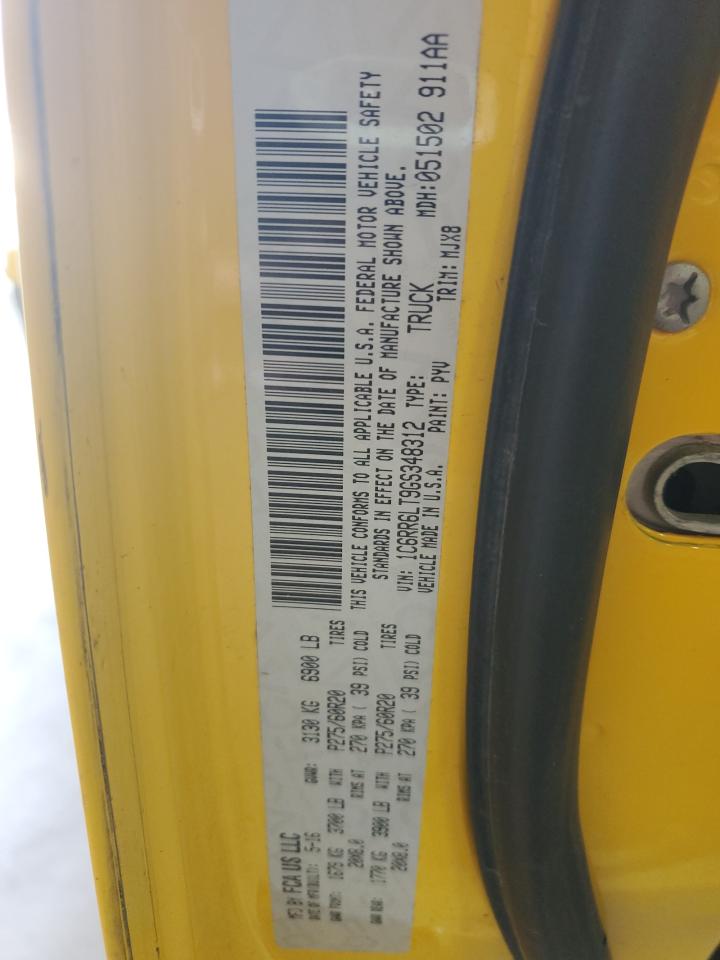 MFD BY FCA US LLC
DATE OF MFR(BUILT): 5-16 GVWR: 3130 KG 6900 LB
GAWR FRONT: 1675 KG 3700 LB WITH P275/60R20 TIRES
20X8.0 RIMS AT 270 KPA ( 39 PSI) COLD
GAWR REAR: 1770 KG 3900 LB WITH P275/60R20 TIRES
20X8.0 RIMS AT 270 KPA ( 39 PSI) COLD
THIS VEHICLE CONFORMS TO ALL APPLICABLE U.S.A. FEDERAL MOTOR VEHICLE SAFETY
STANDARDS IN EFFECT ON THE DATE OF MANUFACTURE SHOWN ABOVE.
VIN: 1C6RR6LT9GS348312 TYPE: TRUCK MDH:051502 911AA
VEHICLE MADE IN U.S.A. PAINT: PYV TRIM: MJX8